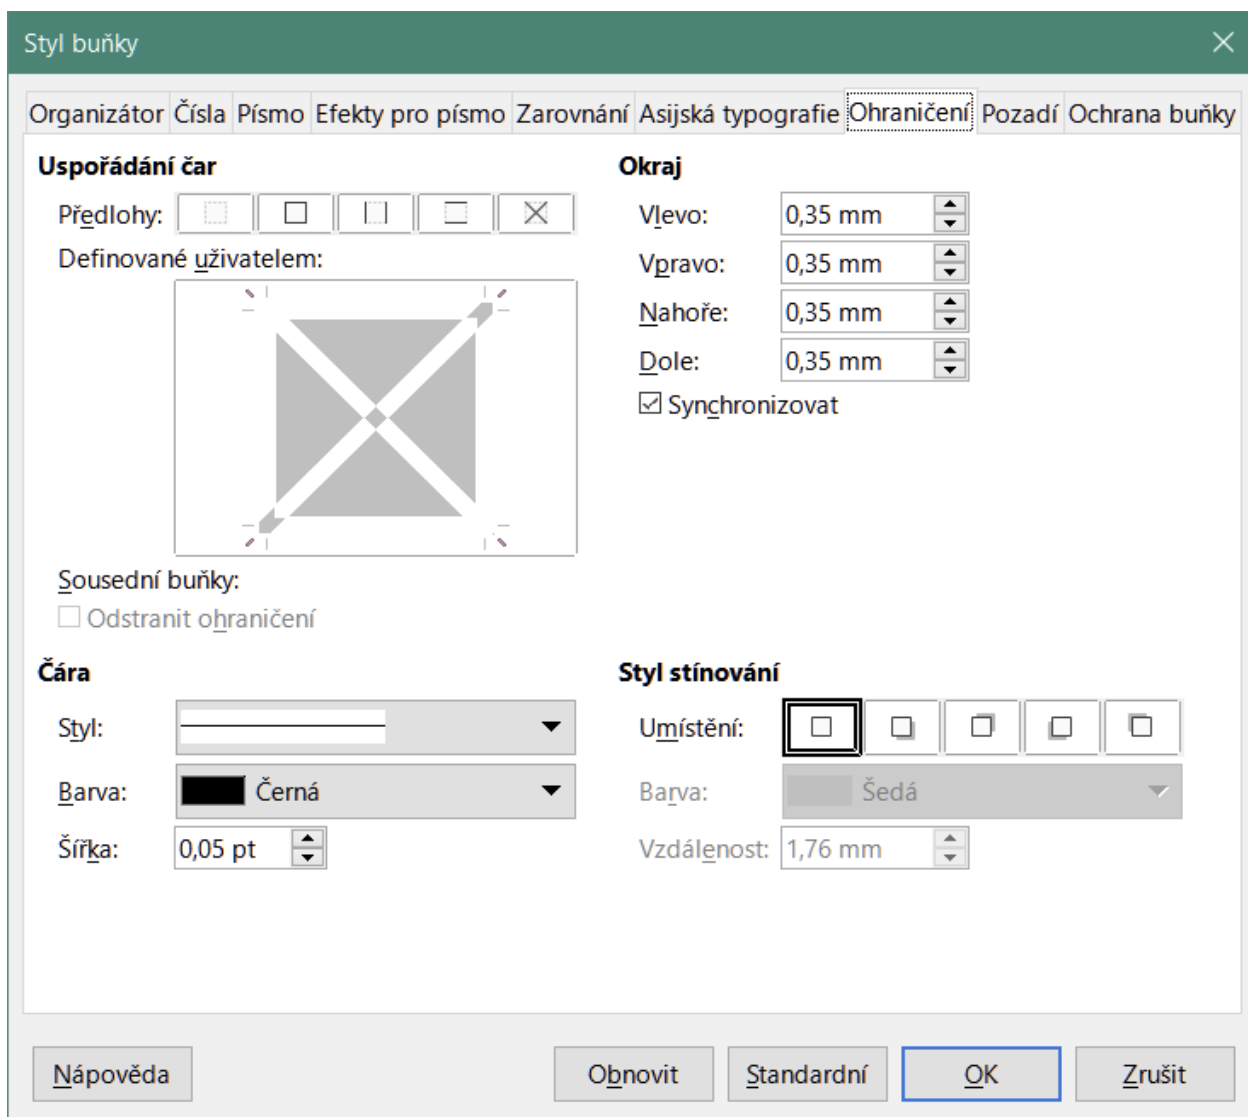 Styl buňky
Organizátor Čísla Písmo Efekty pro písmo Zarovnání Asijská typografie Ohraničení Pozadí Ochrana buňky
Uspořádání čar
Předlohy:
Definované uživatelem:
Sousední buňky:
Odstranit ohraničení
Okraj
Vlevo: 0,35 mm
Vpravo: 0,35 mm
Nahoře: 0,35 mm
Dole: 0,35 mm
Synchronizovat
Čára
Styl:
Barva: Černá
Šířka: 0,05 pt
Styl stínování
Umístění:
Barva: Šedá
Vzdálenost: 1,76 mm
Nápověda Obnovit Standardní OK Zrušit